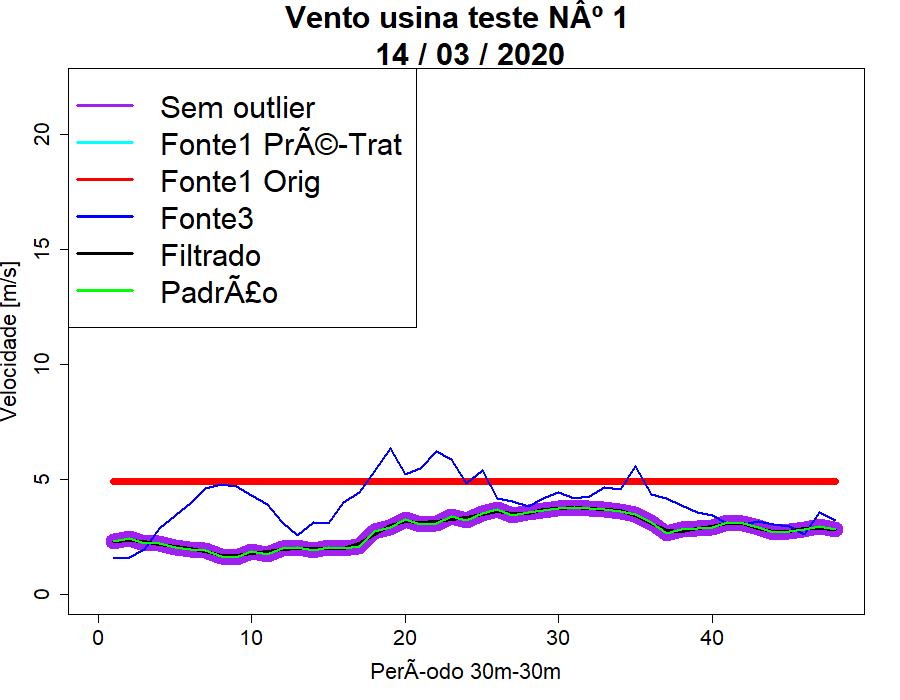 Vento usina teste NÂº 1
14 / 03 / 2020
Sem outlier
Fonte1 PrÃ©-Trat
Fonte1 Orig
Fonte3
Filtrado
PadrÃ£o
Velocidade [m/s]
20
15
10
5
0
0 10 20 30 40
PerÃ-odo 30m-30m